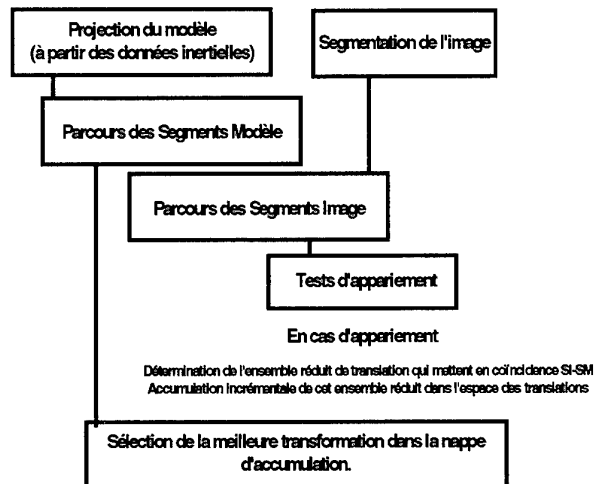 Projection du modèle
(à partir des données inertielles)
Segmentation de l'image
Parcours des Segments Modèle
Parcours des Segments Image
Tests d'appariement
En cas d'appariement
Détermination de l'ensemble réduit de translation qui mettent en coïncidence SI-SM
Accumulation incrémentale de cet ensemble réduit dans l'espace des translations
Sélection de la meilleure transformation dans la nappe
d'accumulation.